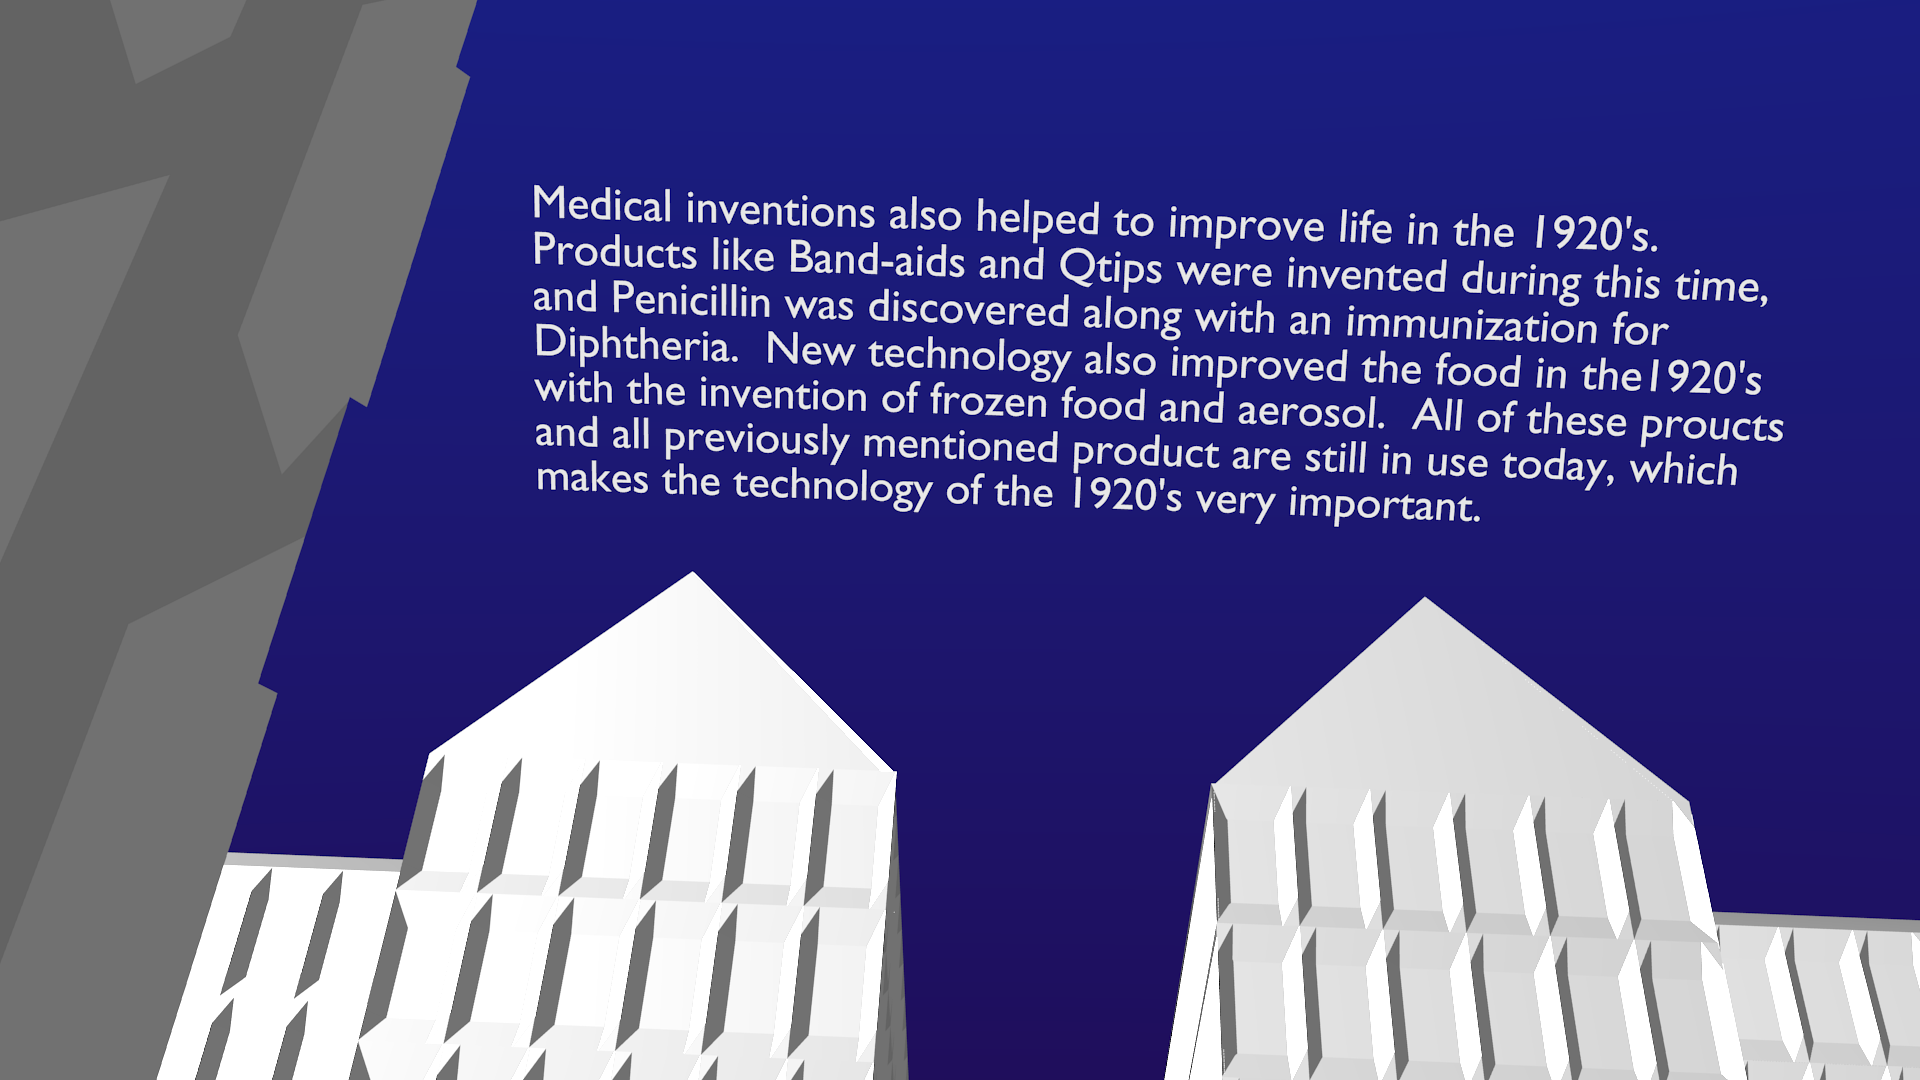 Medical inventions also helped to improve life in the 1920's.
Products like Band-aids and Qtips were invented during this time,
and Penicillin was discovered along with an immunization for
Diphtheria.  New technology also improved the food in the1920's
with the invention of frozen food and aerosol.  All of these proucts
and all previously mentioned product are still in use today, which
makes the technology of the 1920's very important.